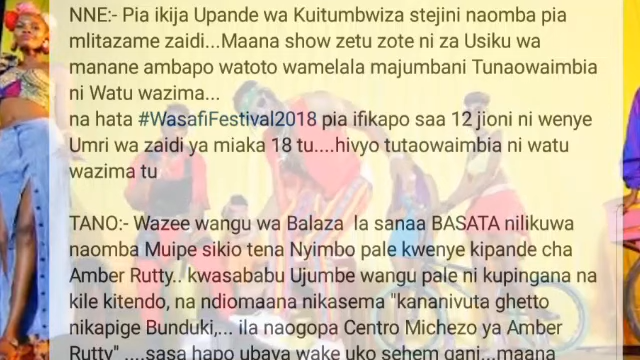 NNE:- Pia ikija Upande wa Kuitumbwiza stejini naomba pia
mlitazame zaidi...Maana show zetu zote ni za Usiku wa
manane ambapo watoto wamelala majumbani Tunaowaimbia
ni Watu wazima...
na hata #WasafiFestival2018 pia ifikapo saa 12 jioni ni wenye
Umri wa zaidi ya miaka 18 tu....hivyo tutaowaimbia ni watu
wazima tu
TANO:- Wazee wangu wa Balaza la sanaa BASATA nilikuwa
naomba Muipe sikio tena Nyimbo pale kwenye kipande cha
Amber Rutty.. kwasababu Ujumbe wangu pale ni kupingana na
kile kitendo, na ndiomaana nikasema "kananivuta ghetto
nikapige Bunduki,... ila naogopa Centro Michezo ya Amber
Rutty" ....sasa hapo ubaya wake uko sehem gani...maana